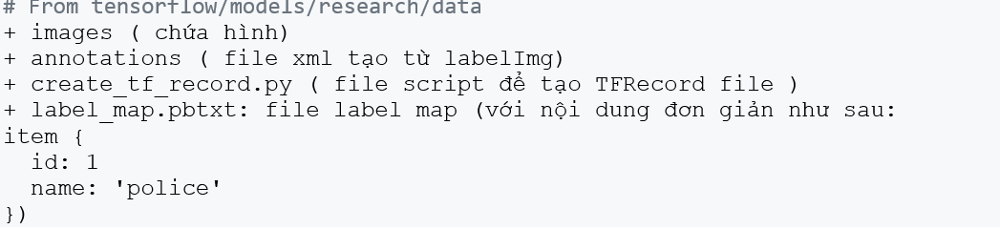 # From tensorflow/models/research/data
+ images ( chứa hình)
+ annotations ( file xml tạo từ labelImg)
+ create_tf_record.py ( file script để tạo TFRecord file )
+ label_map.pbtxt: file label map (với nội dung đơn giản như sau:
item {
  id: 1
  name: 'police'
})